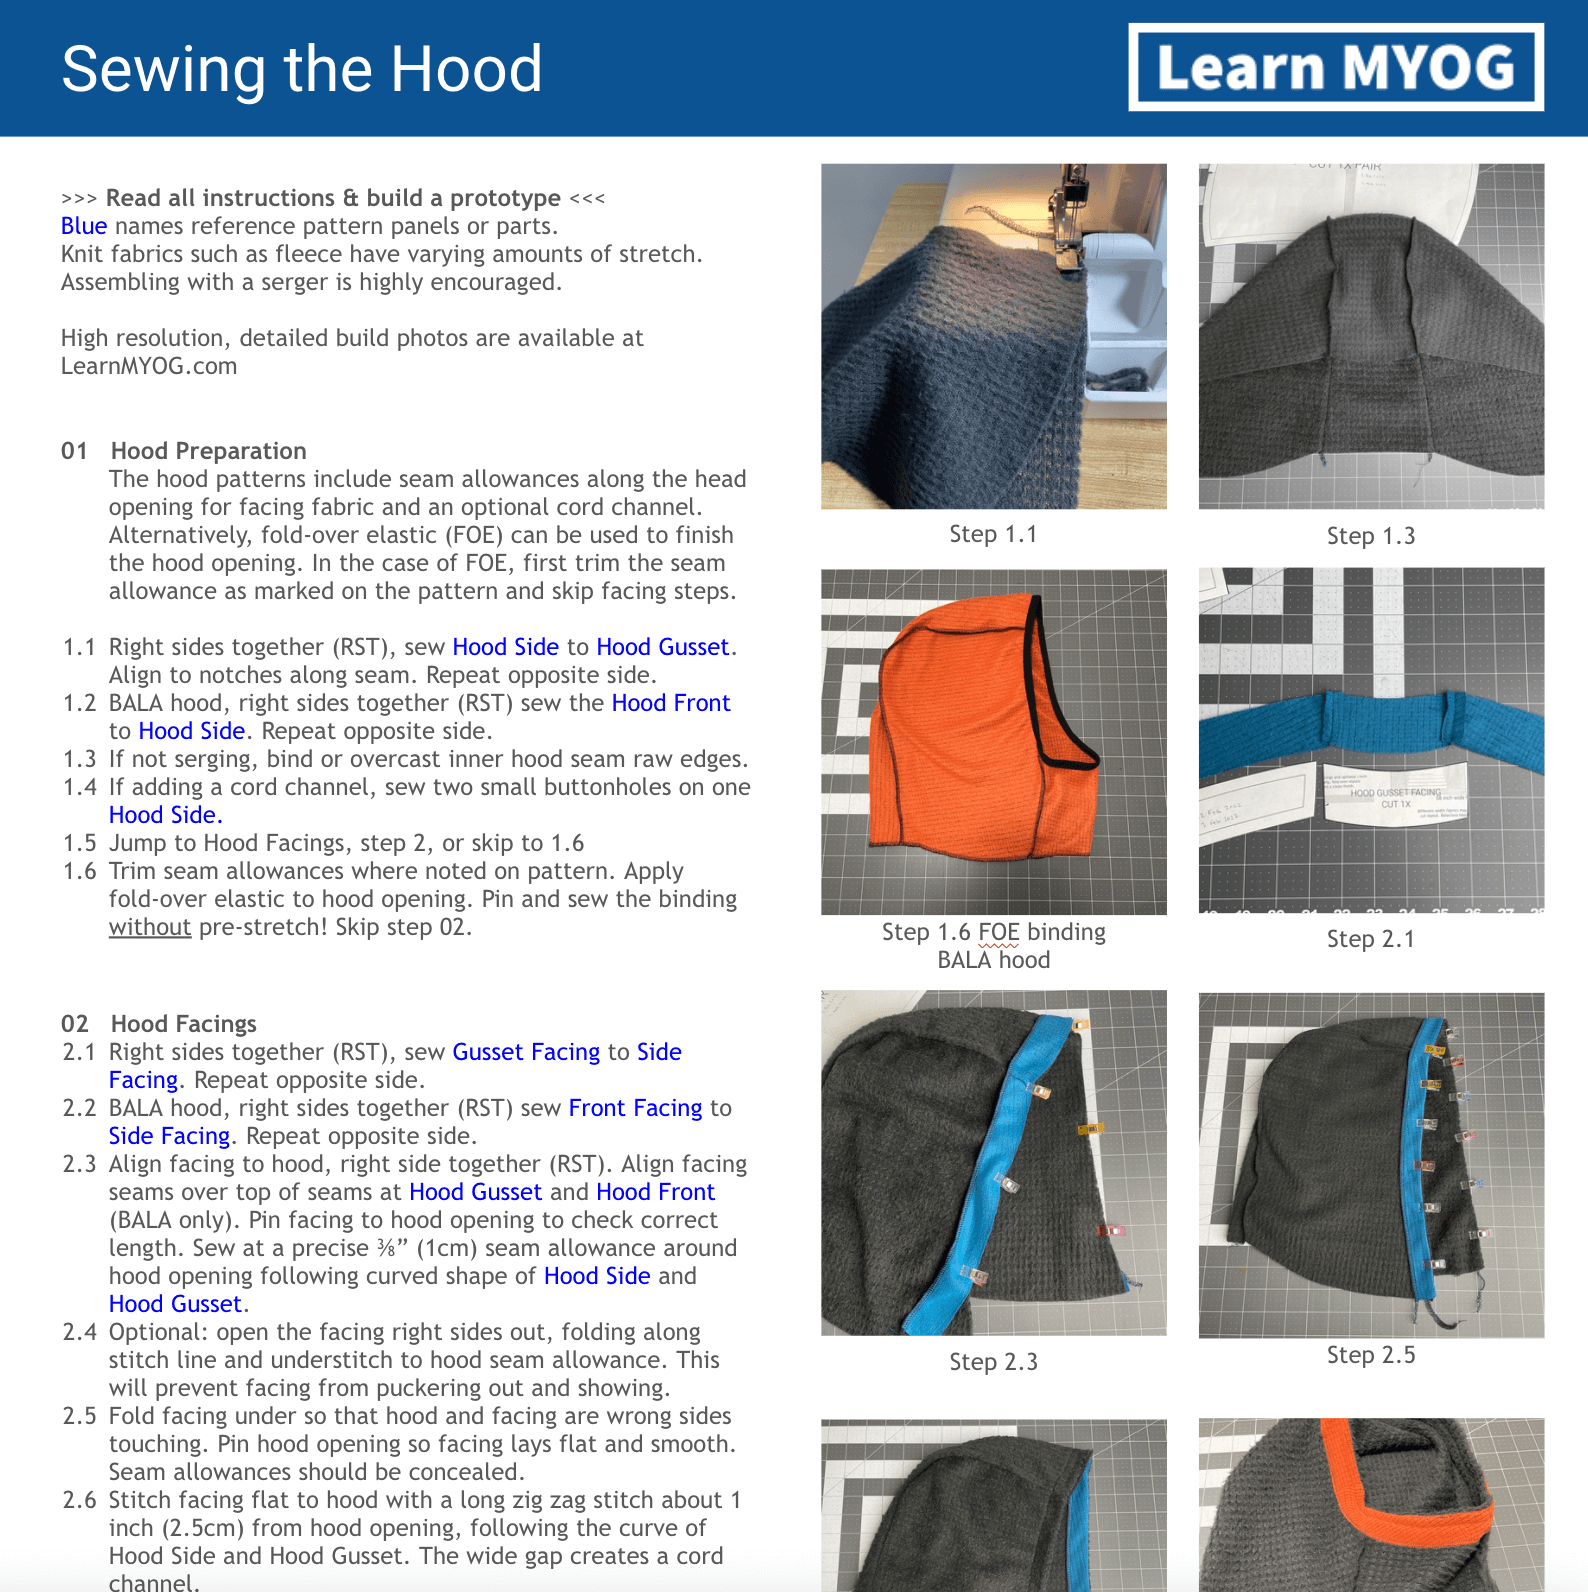 Sewing the Hood
Learn MYOG
>>> Read all instructions & build a prototype <<<
Blue names reference pattern panels or parts.
Knit fabrics such as fleece have varying amounts of stretch.
Assembling with a serger is highly encouraged.
High resolution, detailed build photos are available at
LearnMYOG.com
01 Hood Preparation
The hood patterns include seam allowances along the head
opening for facing fabric and an optional cord channel.
Alternatively, fold-over elastic (FOE) can be used to finish
the hood opening. In the case of FOE, first trim the seam
allowance as marked on the pattern and skip facing steps.
1.1 Right sides together (RST), sew Hood Side to Hood Gusset.
Align to notches along seam. Repeat opposite side.
1.2 BALA hood, right sides together (RST) sew the Hood Front
to Hood Side. Repeat opposite side.
1.3 If not serging, bind or overcast inner hood seam raw edges.
1.4 If adding a cord channel, sew two small buttonholes on one
Hood Side.
1.5 Jump to Hood Facings, step 2, or skip to 1.6
1.6 Trim seam allowances where noted on pattern. Apply
fold-over elastic to hood opening. Pin and sew the binding
without pre-stretch! Skip step 02.
02 Hood Facings
2.1 Right sides together (RST), sew Gusset Facing to Side
Facing. Repeat opposite side.
2.2 BALA hood, right sides together (RST) sew Front Facing to
Side Facing. Repeat opposite side.
2.3 Align facing to hood, right side together (RST). Align facing
seams over top of seams at Hood Gusset and Hood Front
(BALA only). Pin facing to hood opening to check correct
length. Sew at a precise ⅜” (1cm) seam allowance around
hood opening following curved shape of Hood Side and
Hood Gusset.
2.4 Optional: open the facing right sides out, folding along
stitch line and understitch to hood seam allowance. This
will prevent facing from puckering out and showing.
2.5 Fold facing under so that hood and facing are wrong sides
touching. Pin hood opening so facing lays flat and smooth.
Seam allowances should be concealed.
2.6 Stitch facing flat to hood with a long zig zag stitch about 1
inch (2.5cm) from hood opening, following the curve of
Hood Side and Hood Gusset. The wide gap creates a cord
channel.
CUT 1X PAIR
Step 1.1
Step 1.3
HOOD GUSSET FACING
CUT 1X
Step 1.6 FOE binding
BALA hood
Step 2.1
Step 2.3
Step 2.5